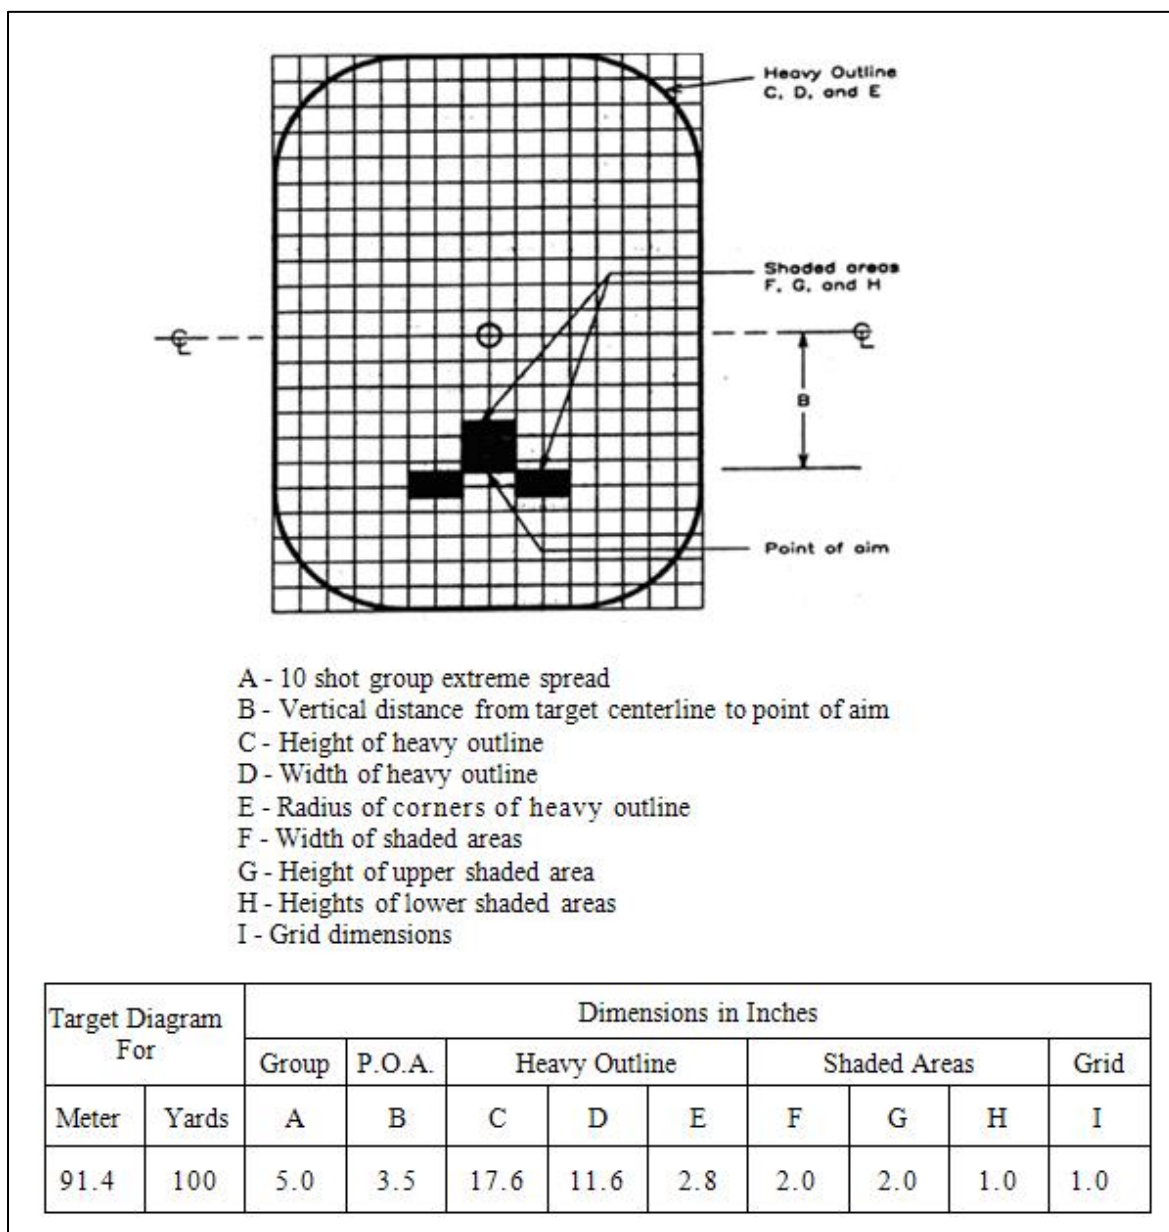 Heavy Outline
C, D, and E
Shaded areas
F, G, and H
℄ ℄
B
Point of aim
A - 10 shot group extreme spread
B - Vertical distance from target centerline to point of aim
C - Height of heavy outline
D - Width of heavy outline
E - Radius of corners of heavy outline
F - Width of shaded areas
G - Height of upper shaded area
H - Heights of lower shaded areas
I - Grid dimensions
Target Diagram For Dimensions in Inches
Group P.O.A. Heavy Outline Shaded Areas Grid
Meter Yards A B C D E F G H I
91.4 100 5.0 3.5 17.6 11.6 2.8 2.0 2.0 1.0 1.0